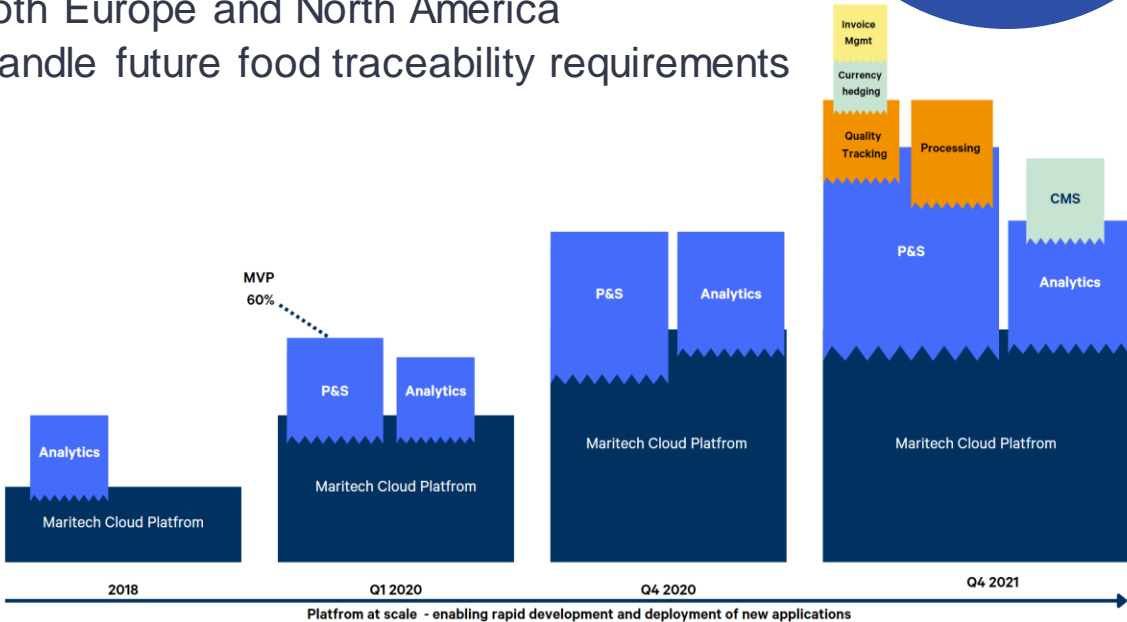 oth Europe and North America
andle future food traceability requirements
Invoice
Mgmt
Currency
hedging
Quality
Tracking
Processing
P&S
CMS
Analytics
Maritech Cloud Platfrom
P&S
Analytics
Maritech Cloud Platfrom
MVP
60%
P&S
Analytics
Maritech Cloud Platfrom
Analytics
Maritech Cloud Platfrom
2018
Q1 2020
Q4 2020
Q4 2021
Platfrom at scale - enabling rapid development and deployment of new applications